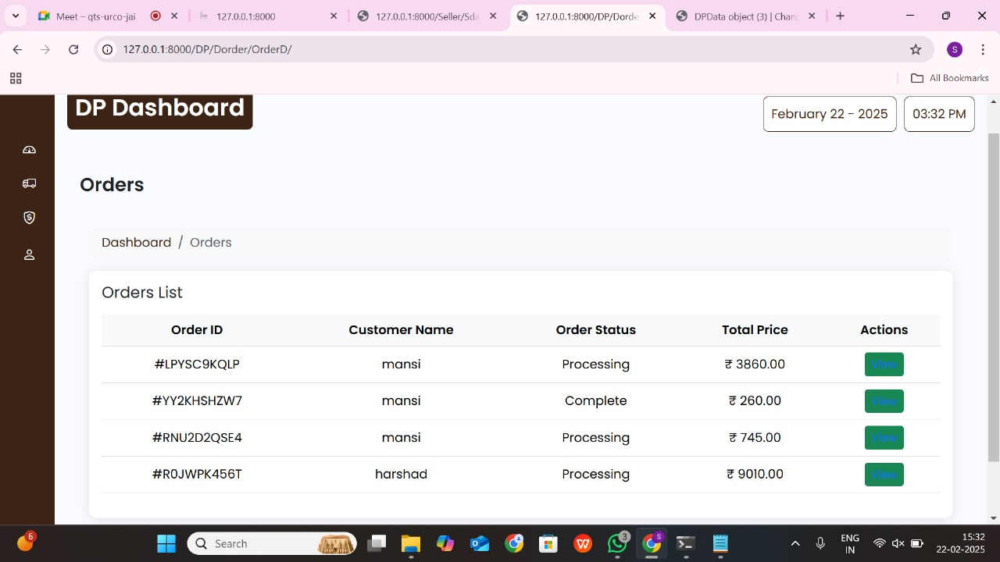 Meet – qts-urco-jai
127.0.0.1:8000
127.0.0.1:8000/Seller/Sda
127.0.0.1:8000/DP/Dorde
DPData object (3) | Chan
127.0.0.1:8000/DP/Dorder/OrderD/
S
All Bookmarks
DP Dashboard
February 22 - 2025
03:32 PM
Orders
Dashboard / Orders
Orders List
Order ID Customer Name Order Status Total Price Actions
#LPYSC9KQLP mansi Processing ₹ 3860.00 View
#YY2KHSHZW7 mansi Complete ₹ 260.00 View
#RNU2D2QSE4 mansi Processing ₹ 745.00 View
#R0JWPK456T harshad Processing ₹ 9010.00 View
6
Search
3
S
ENG
IN
15:32
22-02-2025